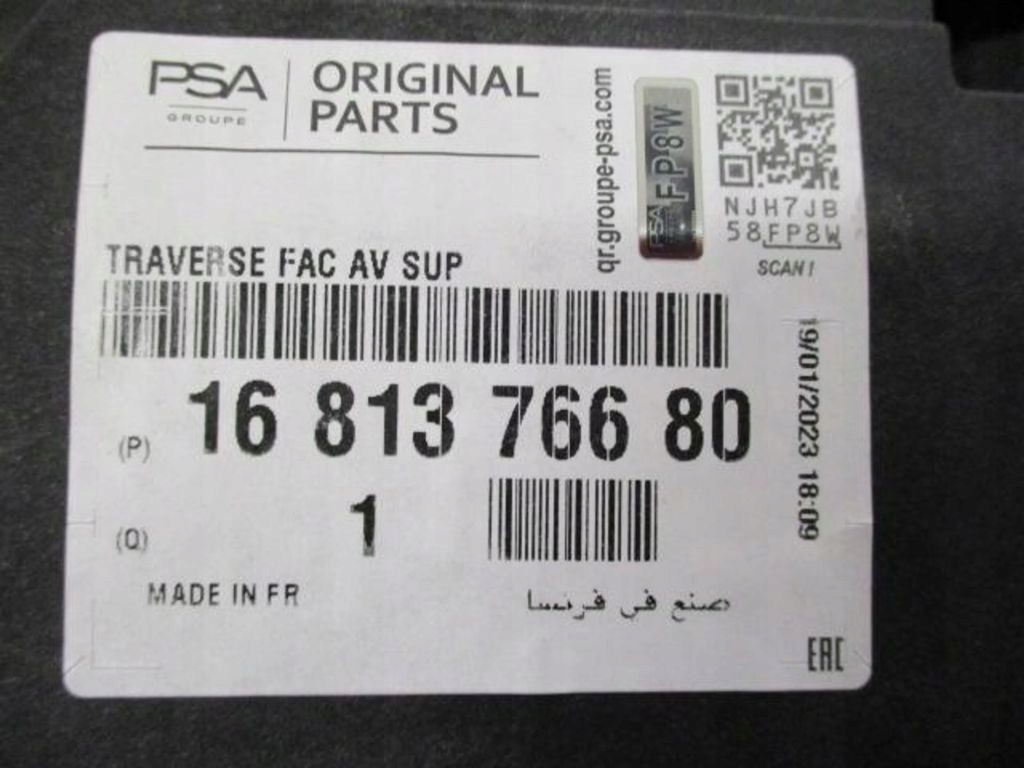 PSA
GROUPE
ORIGINAL
PARTS
qr.groupe-psa.com
PSA
FP8W
NJH7JB
58FP8W
SCAN!
TRAVERSE FAC AV SUP
(P) 16 813 766 80
19/01/2023 18:09
(Q) 1
MADE IN FR
صنع في فرنسا
EAC